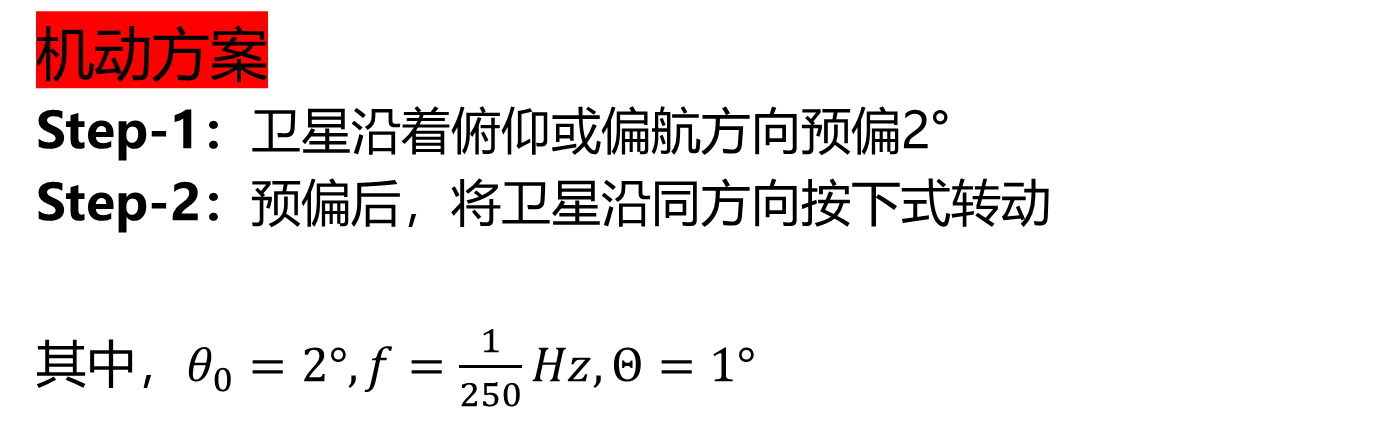 机动方案
Step-1：卫星沿着俯仰或偏航方向预偏2°
Step-2：预偏后，将卫星沿同方向按下式转动
其中，θ₀ = 2°, f = 1/250 Hz, Θ = 1°